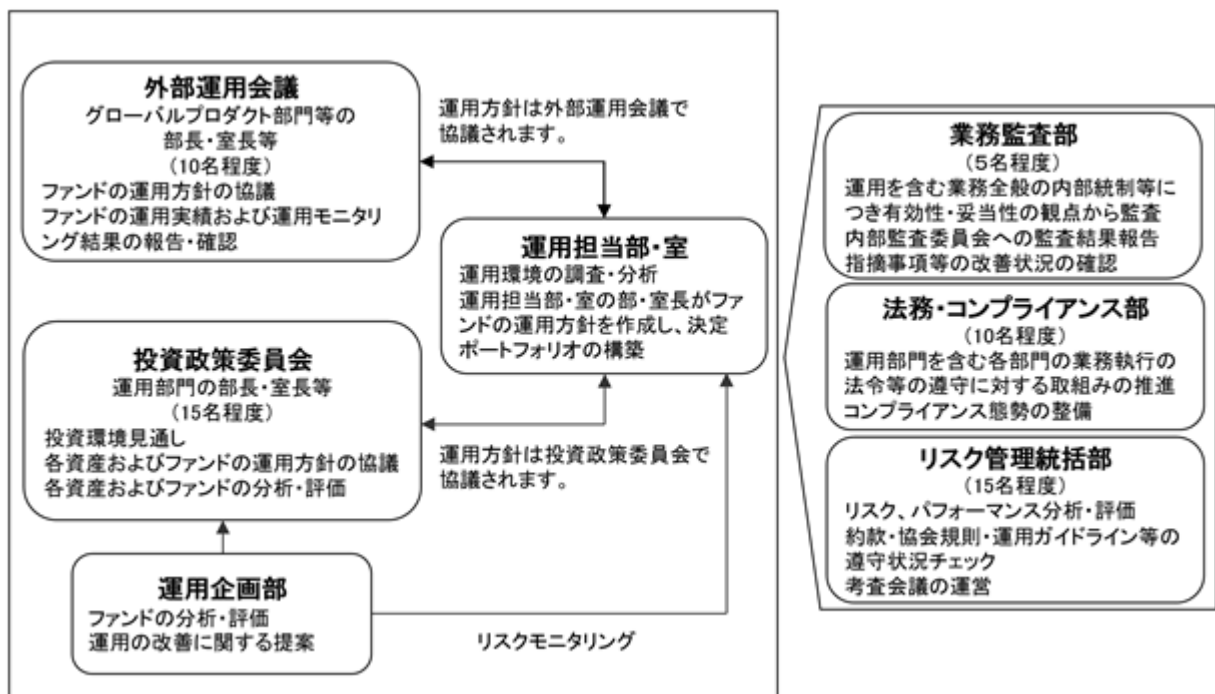 外部運用会議
グローバルプロダクト部門等の
部長・室長等
(10名程度)
ファンドの運用方針の協議
ファンドの運用実績および運用モニタリ
ング結果の報告・確認
運用方針は外部運用会議で
協議されます。
運用担当部・室
運用環境の調査・分析
運用担当部・室の部・室長がファ
ンドの運用方針を作成し、決定
ポートフォリオの構築
投資政策委員会
運用部門の部長・室長等
(15名程度)
投資環境見通し
各資産およびファンドの運用方針の協議
各資産およびファンドの分析・評価
運用方針は投資政策委員会で
協議されます。
運用企画部
ファンドの分析・評価
運用の改善に関する提案
リスクモニタリング
業務監査部
(5名程度)
運用を含む業務全般の内部統制等に
つき有効性・妥当性の観点から監査
内部監査委員会への監査結果報告
指摘事項等の改善状況の確認
法務・コンプライアンス部
(10名程度)
運用部門を含む各部門の業務執行の
法令等の遵守に対する取組みの推進
コンプライアンス態勢の整備
リスク管理統括部
(15名程度)
リスク、パフォーマンス分析・評価
約款・協会規則・運用ガイドライン等の
遵守状況チェック
考査会議の運営